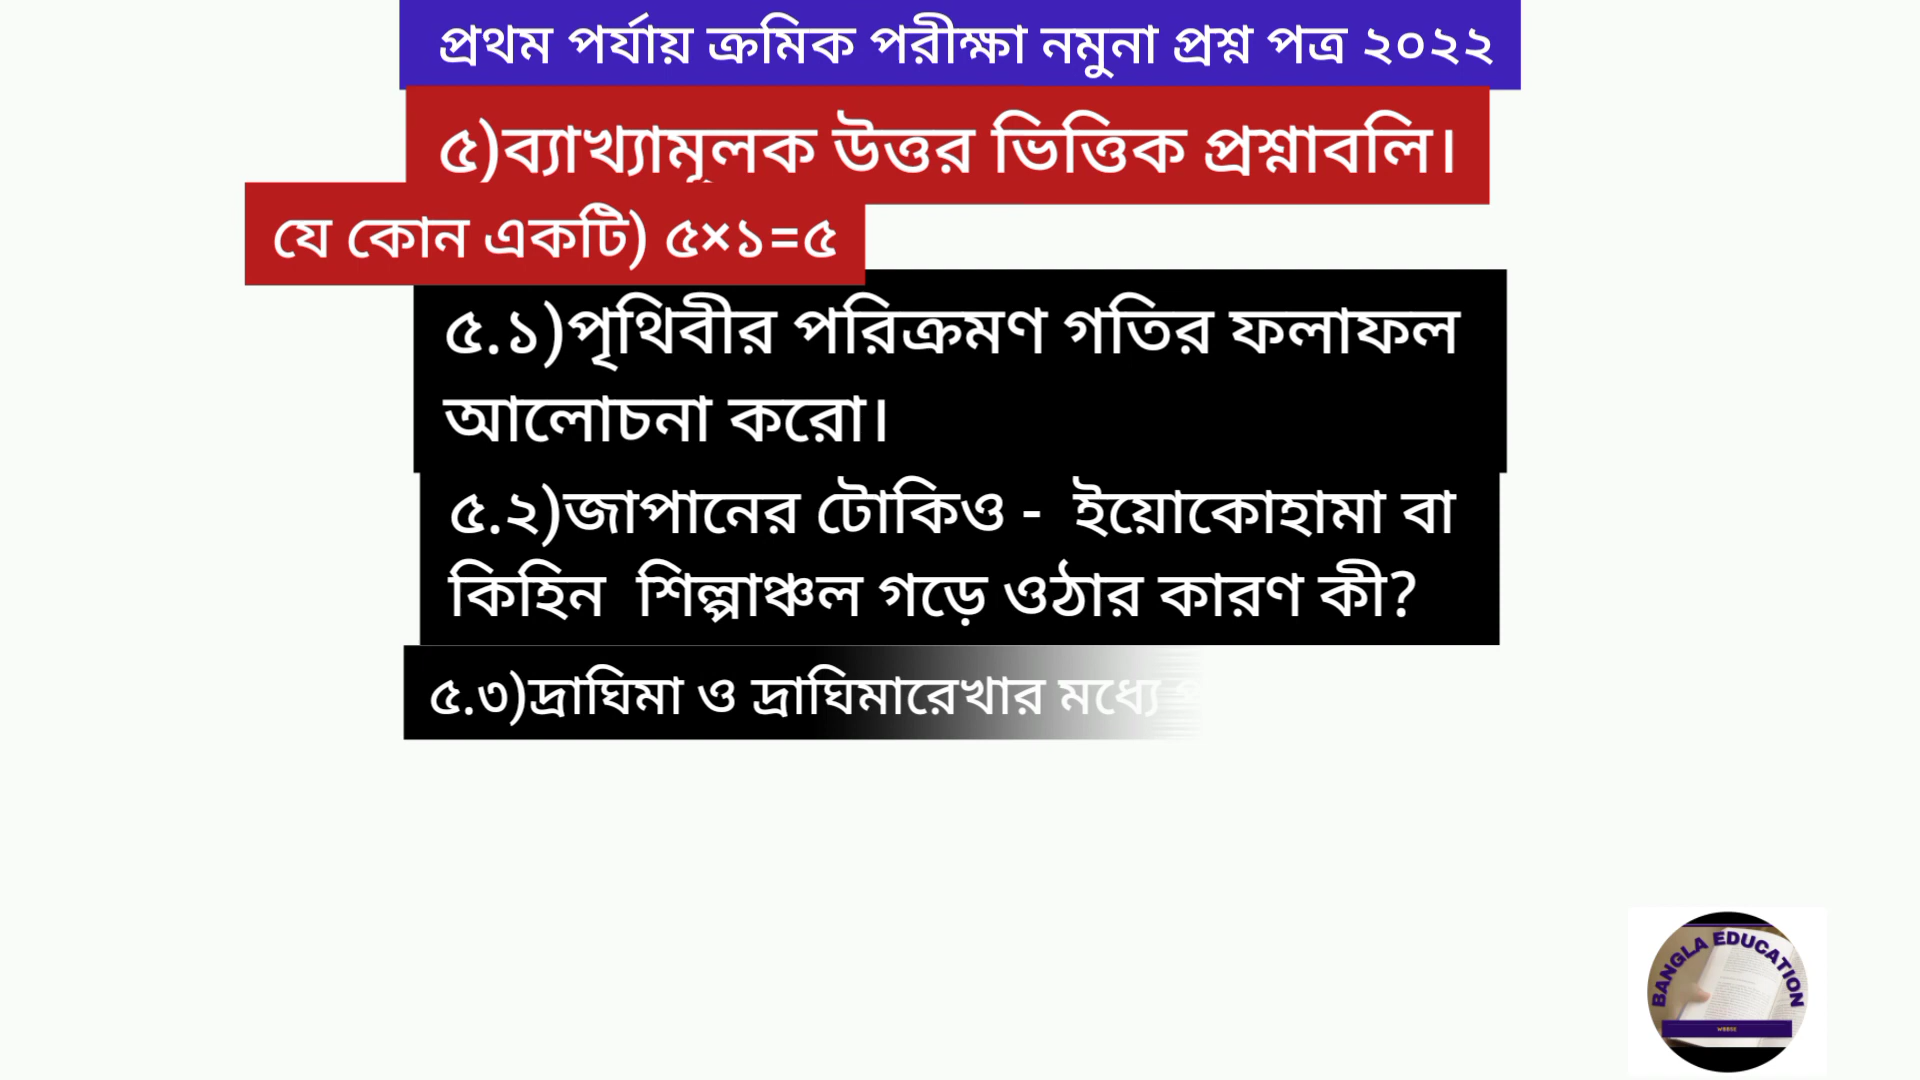 প্রথম পর্যায় ক্রমিক পরীক্ষা নমুনা প্রশ্ন পত্র ২০২২
৫)ব্যাখ্যামূলক উত্তর ভিত্তিক প্রশ্নাবলি।
যে কোন একটি) ৫×১=৫
৫.১)পৃথিবীর পরিক্রমণ গতির ফলাফল
আলোচনা করো।
৫.২)জাপানের টোকিও - ইয়োকোহামা বা
কিহিন শিল্পাঞ্চল গড়ে ওঠার কারণ কী?
৫.৩)দ্রাঘিমা ও দ্রাঘিমারেখার মধ্যে
BANGLA EDUCATION
WBBSE